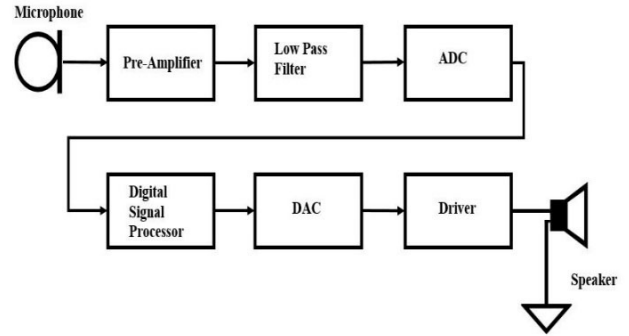 Microphone
Pre-Amplifier
Low Pass
Filter
ADC
Digital
Signal
Processor
DAC
Driver
Speaker